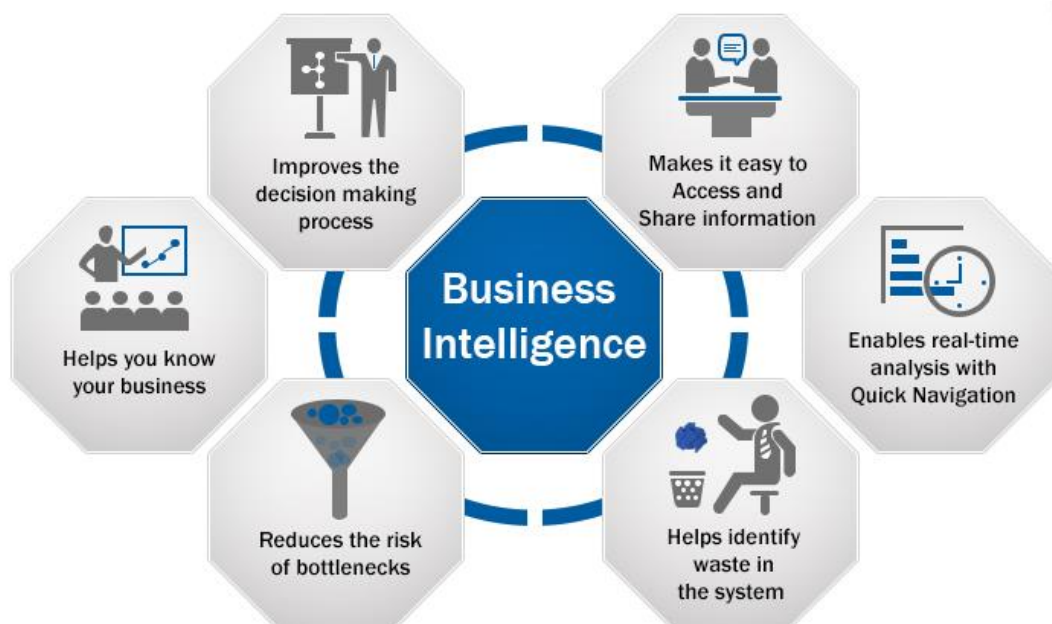 Improves the
decision making
process
Makes it easy to
Access and
Share information
Helps you know
your business
Business
Intelligence
Enables real-time
analysis with
Quick Navigation
Reduces the risk
of bottlenecks
Helps identify
waste in
the system